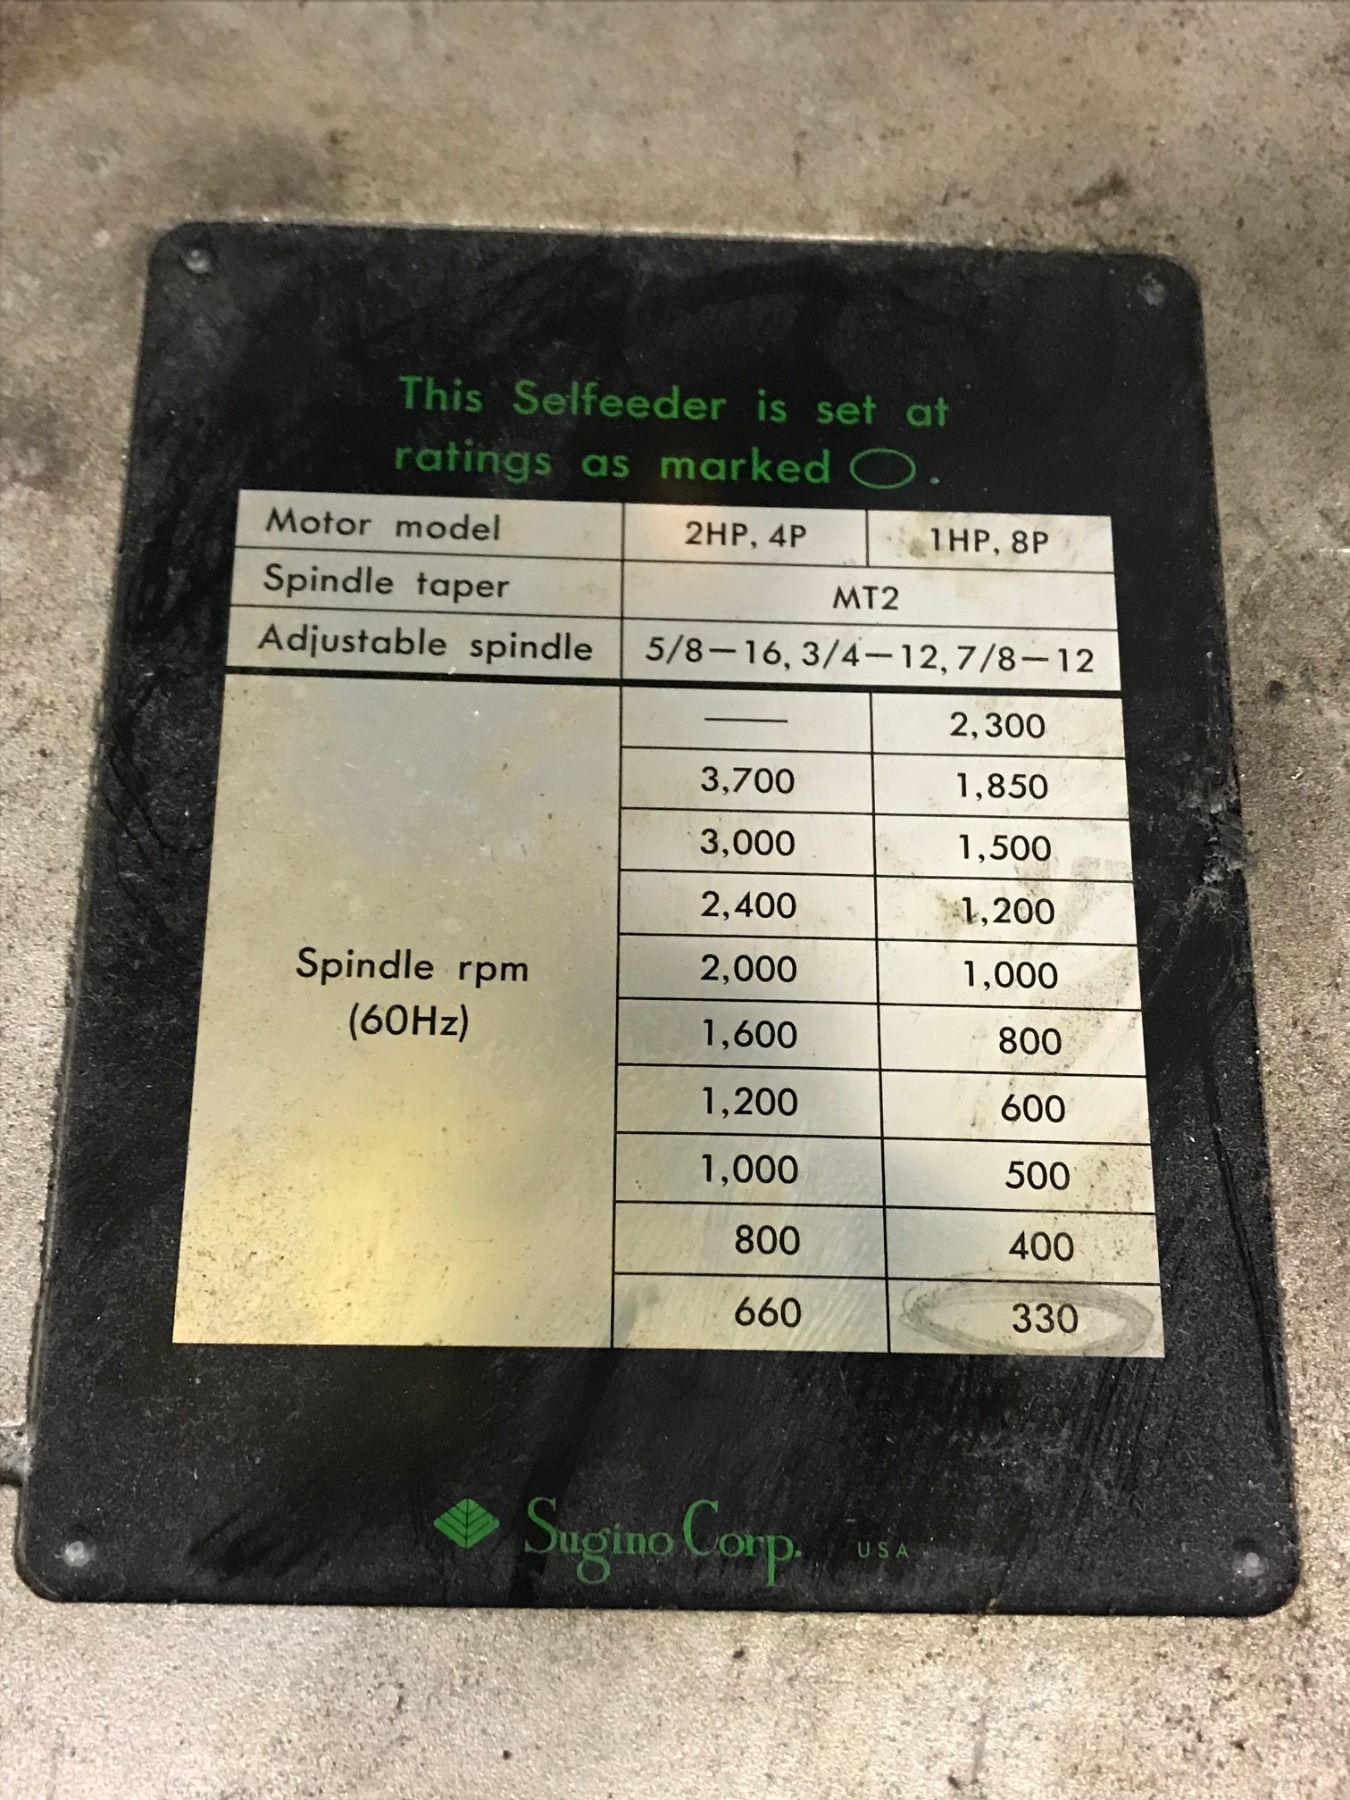 This Selfeeder is set at
ratings as marked .
Motor model 2HP, 4P 1HP, 8P
Spindle taper MT2
Adjustable spindle 5/8—16, 3/4—12, 7/8—12
Spindle rpm
(60Hz)
— 2,300
3,700 1,850
3,000 1,500
2,400 1,200
2,000 1,000
1,600 800
1,200 600
1,000 500
800 400
660 330
Sugino Corp. USA